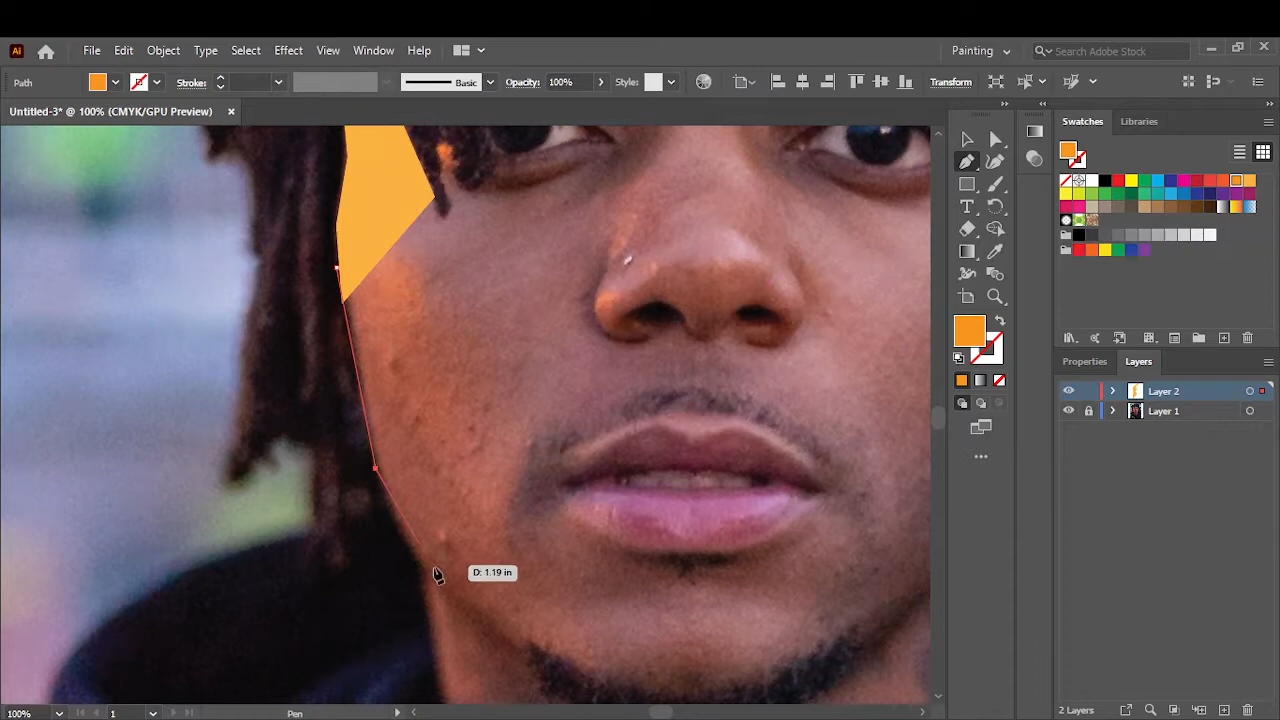 Ai File Edit Object Type Select Effect View Window Help Painting Search Adobe Stock
Path Stroke: Basic Opacity: 100% Style: Transform
Untitled-3* @ 100% (CMYK/GPU Preview)
Swatches Libraries
Properties Layers
Layer 2
Layer 1
D: 1.19 in
100% 1 Pen
2 Layers